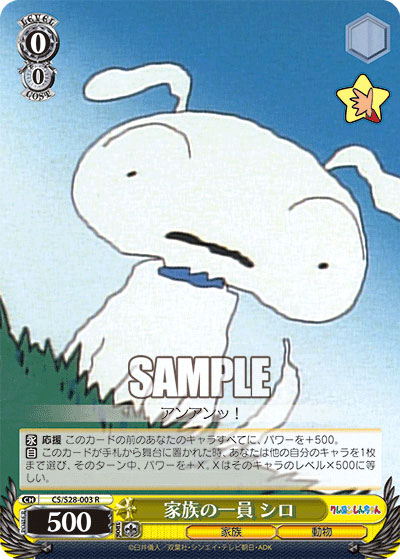 LEVEL
0
0
COST
SAMPLE
アンアンッ！
永 応援 このカードの前のあなたのキャラすべてに、パワーを＋500。
自 このカードが手札から舞台に置かれた時、あなたは他の自分のキャラを1枚まで選び、そのターン中、パワーを＋X。Xはそのキャラのレベル×500に等しい。
CH CS/S28-003 R
500
家族の一員 シロ
クレヨンしんちゃん
家族 動物
©臼井儀人／双葉社・シンエイ・テレビ朝日・ADK